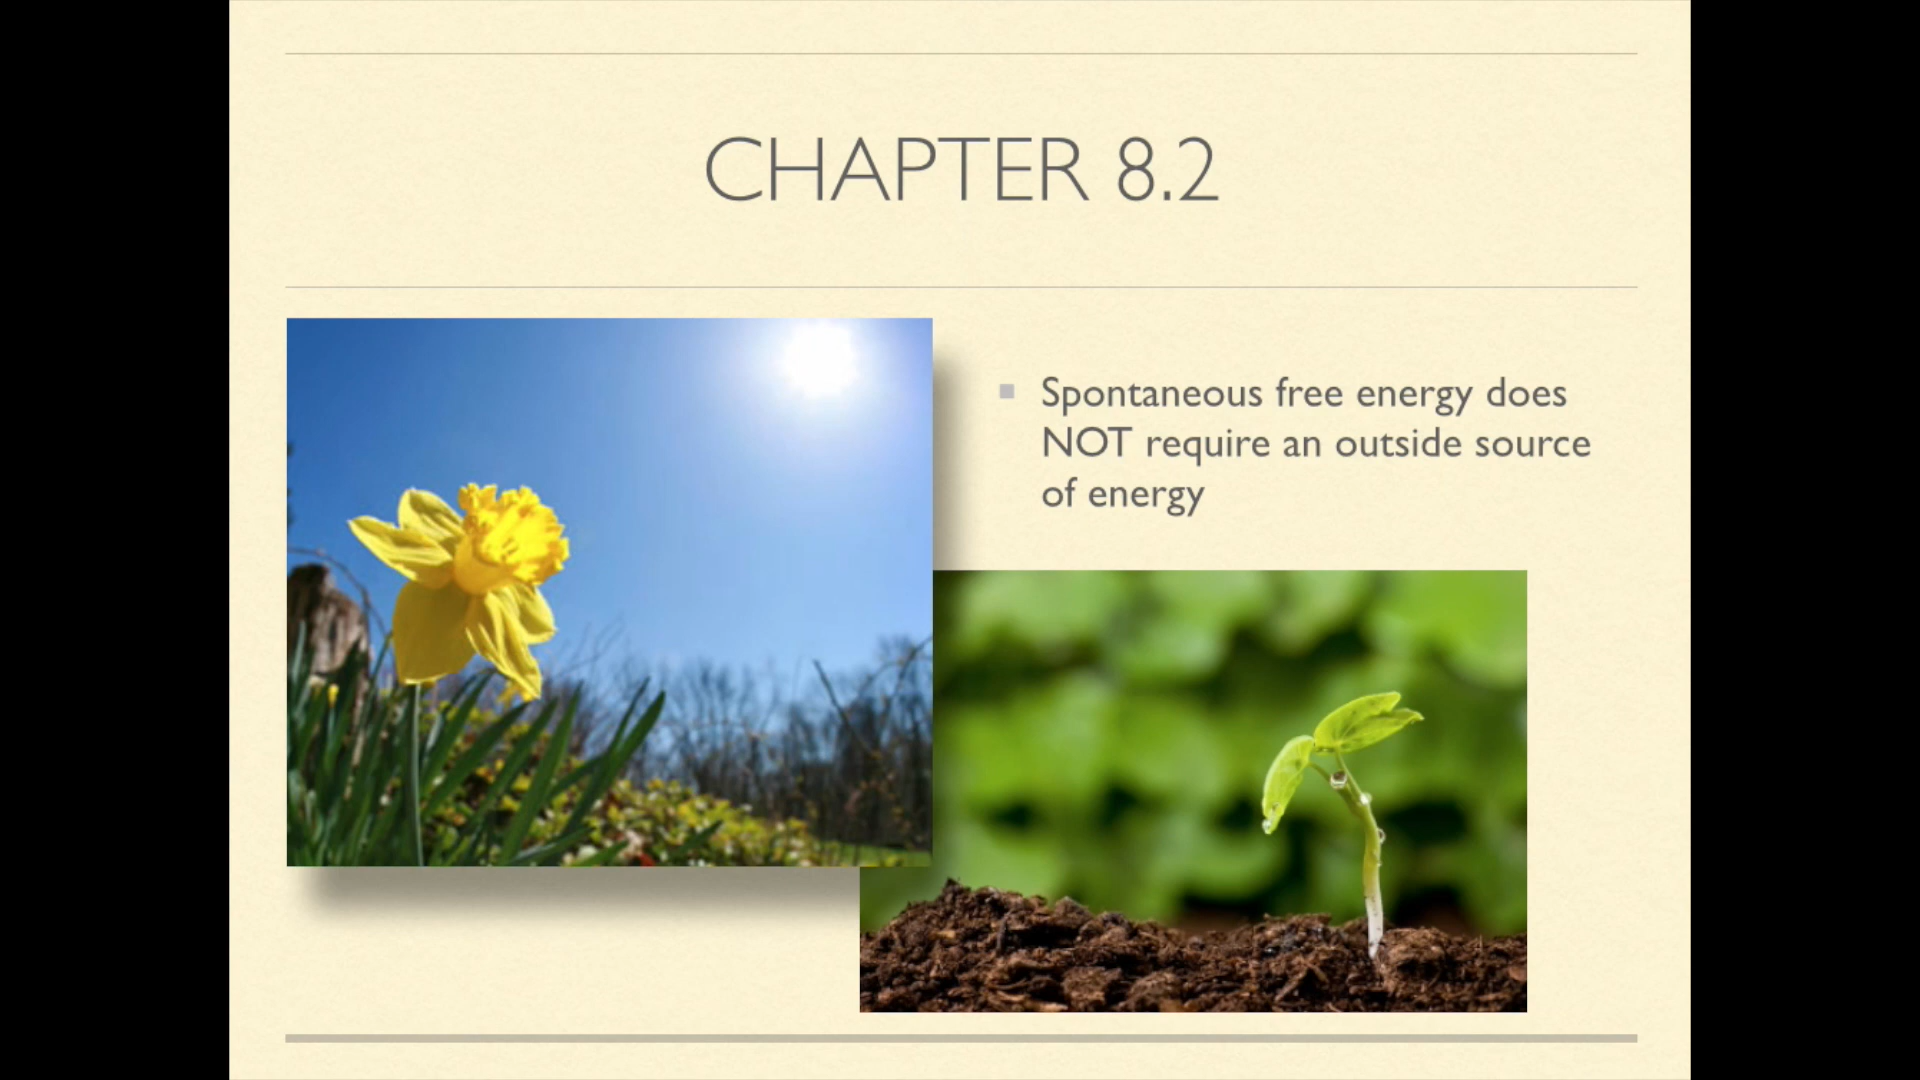 CHAPTER 8.2
Spontaneous free energy does
NOT require an outside source
of energy